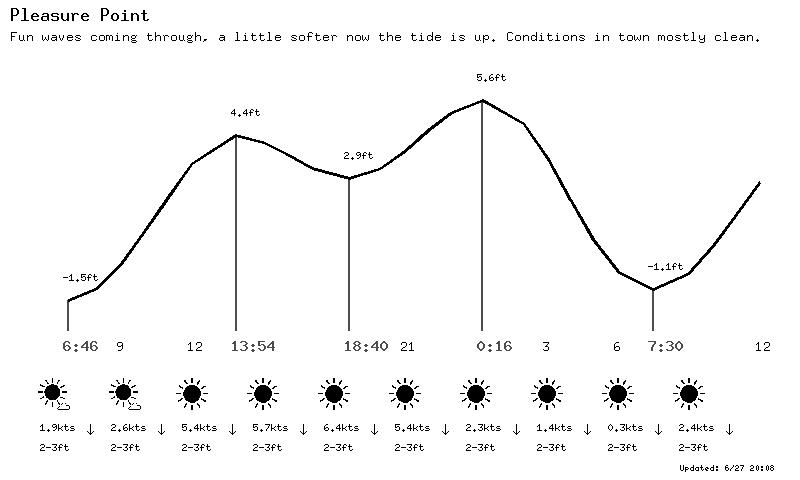 Pleasure Point
Fun waves coming through, a little softer now the tide is up. Conditions in town mostly clean.
5.6ft
4.4ft
2.9ft
-1.5ft
-1.1ft
6:46 9 12 13:54 18:40 21 0:16 3 6 7:30 12
1.9kts ↓ 2.6kts ↓ 5.4kts ↓ 5.7kts ↓ 6.4kts ↓ 5.4kts ↓ 2.3kts ↓ 1.4kts ↓ 0.3kts ↓ 2.4kts ↓
2-3ft 2-3ft 2-3ft 2-3ft 2-3ft 2-3ft 2-3ft 2-3ft 2-3ft 2-3ft
Updated: 6/27 20:08